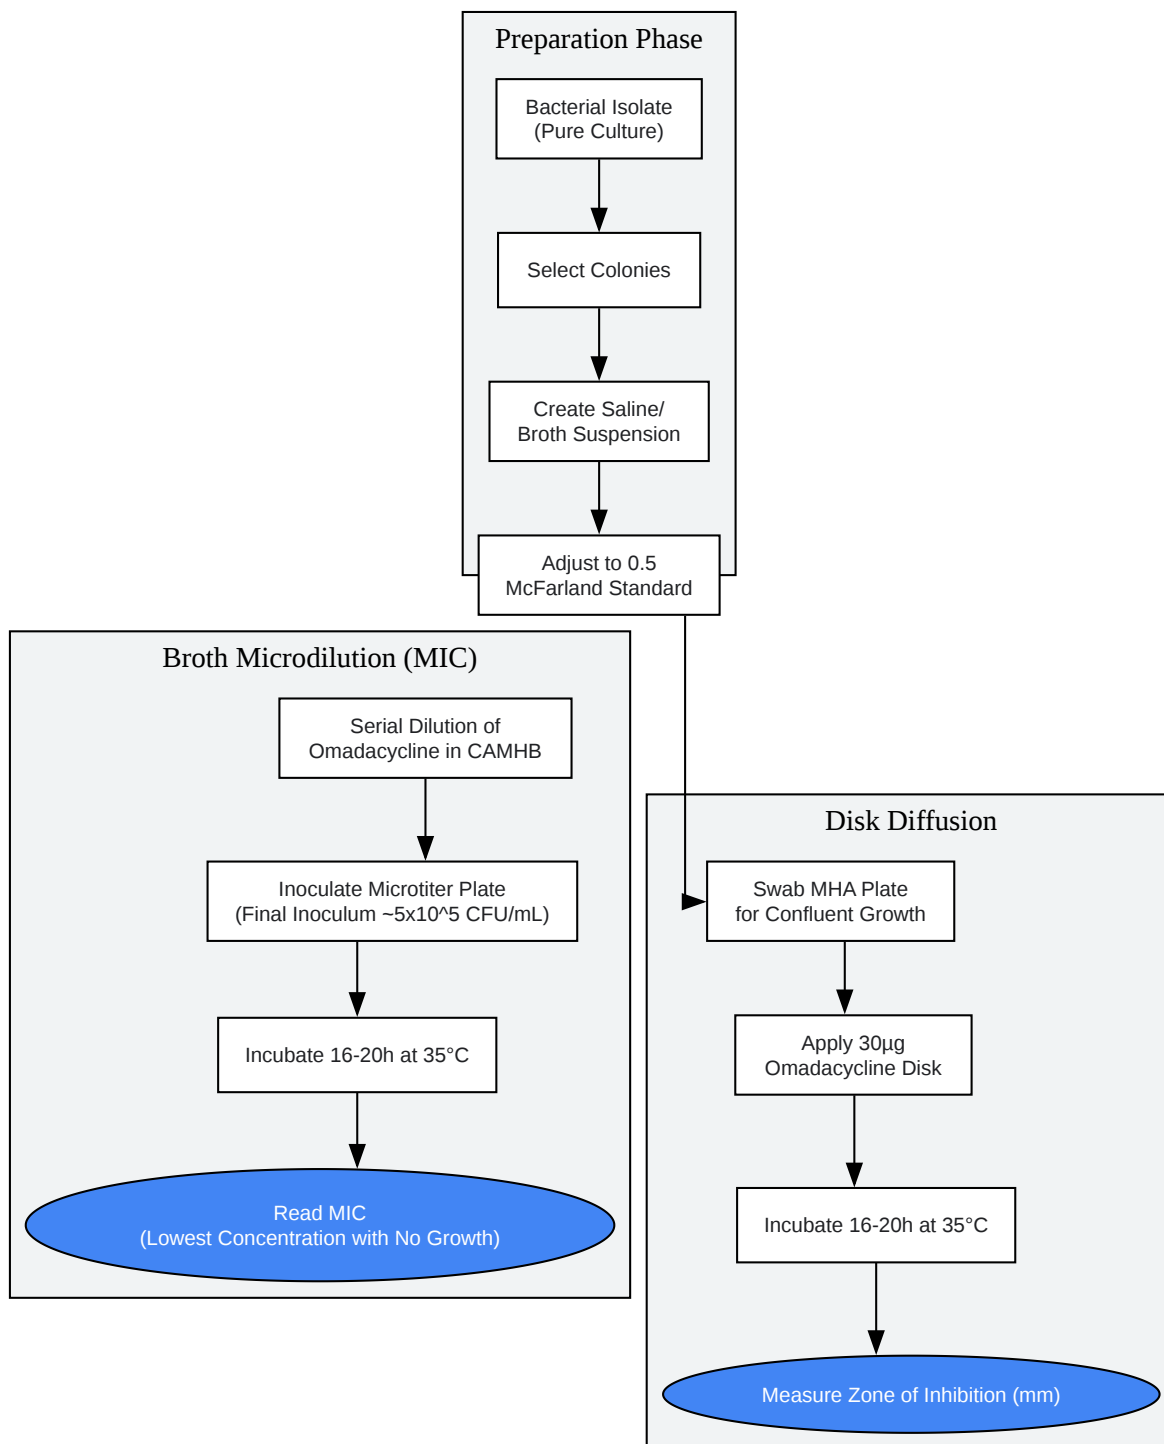 Preparation Phase
Bacterial Isolate
(Pure Culture)
Select Colonies
Create Saline/
Broth Suspension
Adjust to 0.5
McFarland Standard
Broth Microdilution (MIC)
Serial Dilution of
Omadacycline in CAMHB
Inoculate Microtiter Plate
(Final Inoculum ~5x10^5 CFU/mL)
Incubate 16-20h at 35°C
Read MIC
(Lowest Concentration with No Growth)
Disk Diffusion
Swab MHA Plate
for Confluent Growth
Apply 30µg
Omadacycline Disk
Incubate 16-20h at 35°C
Measure Zone of Inhibition (mm)